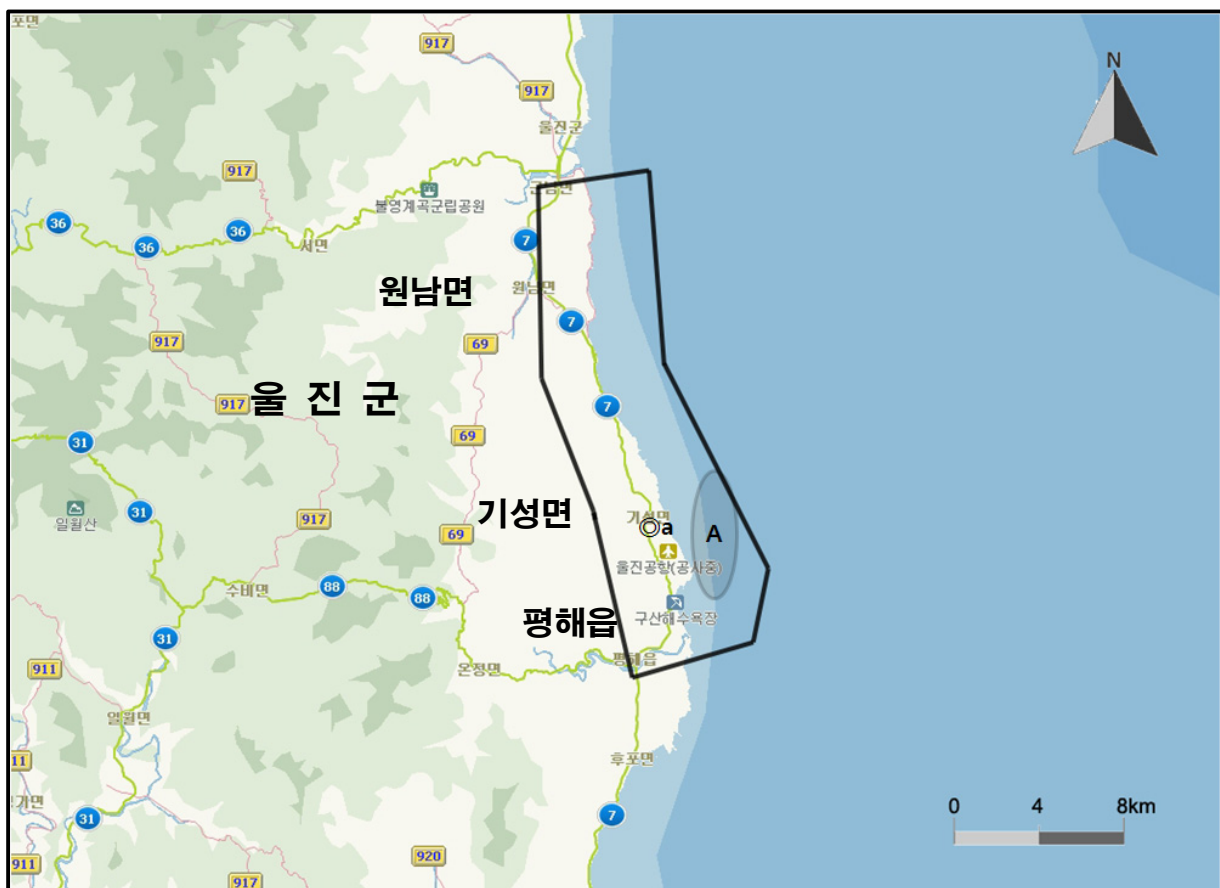 포면
917
N
917
울진군
917
근남면
불영계곡군립공원
36
36
36
서면
7
원남면
원남면
7
917
69
917
울 진 군
7
31
69
기성면
기성면
a
A
일월산
31
917
69
울진공항(공사중)
수비면
88
88
구산해수욕장
평해읍
31
평해읍
911
온정면
일월면
후포면
11
0 4 8km
7
88
920
911
917